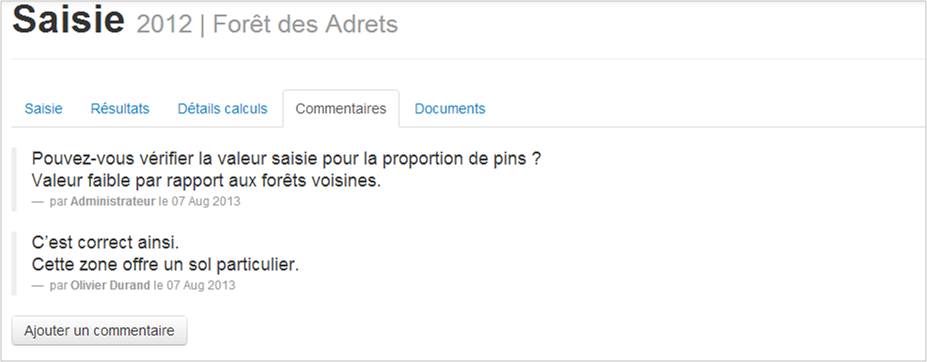 Saisie 2012 | Forêt des Adrets
Saisie Résultats Détails calculs Commentaires Documents
Pouvez-vous vérifier la valeur saisie pour la proportion de pins ?
Valeur faible par rapport aux forêts voisines.
— par Administrateur le 07 Aug 2013
C'est correct ainsi.
Cette zone offre un sol particulier.
— par Olivier Durand le 07 Aug 2013
Ajouter un commentaire